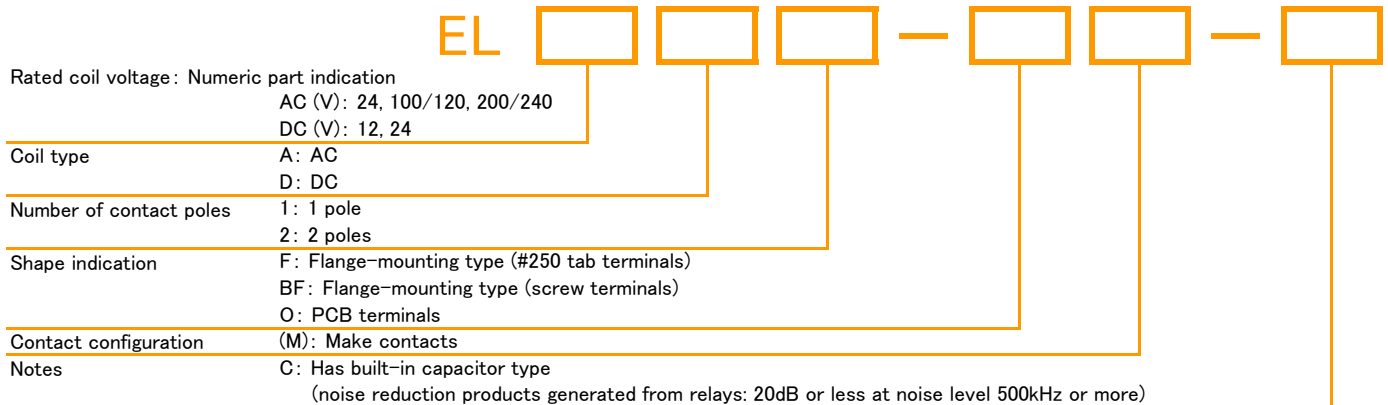 EL
Rated coil voltage: Numeric part indication
AC (V): 24, 100/120, 200/240
DC (V): 12, 24
Coil type A: AC
D: DC
Number of contact poles 1: 1 pole
2: 2 poles
Shape indication F: Flange-mounting type (#250 tab terminals)
BF: Flange-mounting type (screw terminals)
O: PCB terminals
Contact configuration (M): Make contacts
Notes C: Has built-in capacitor type
(noise reduction products generated from relays: 20dB or less at noise level 500kHz or more)